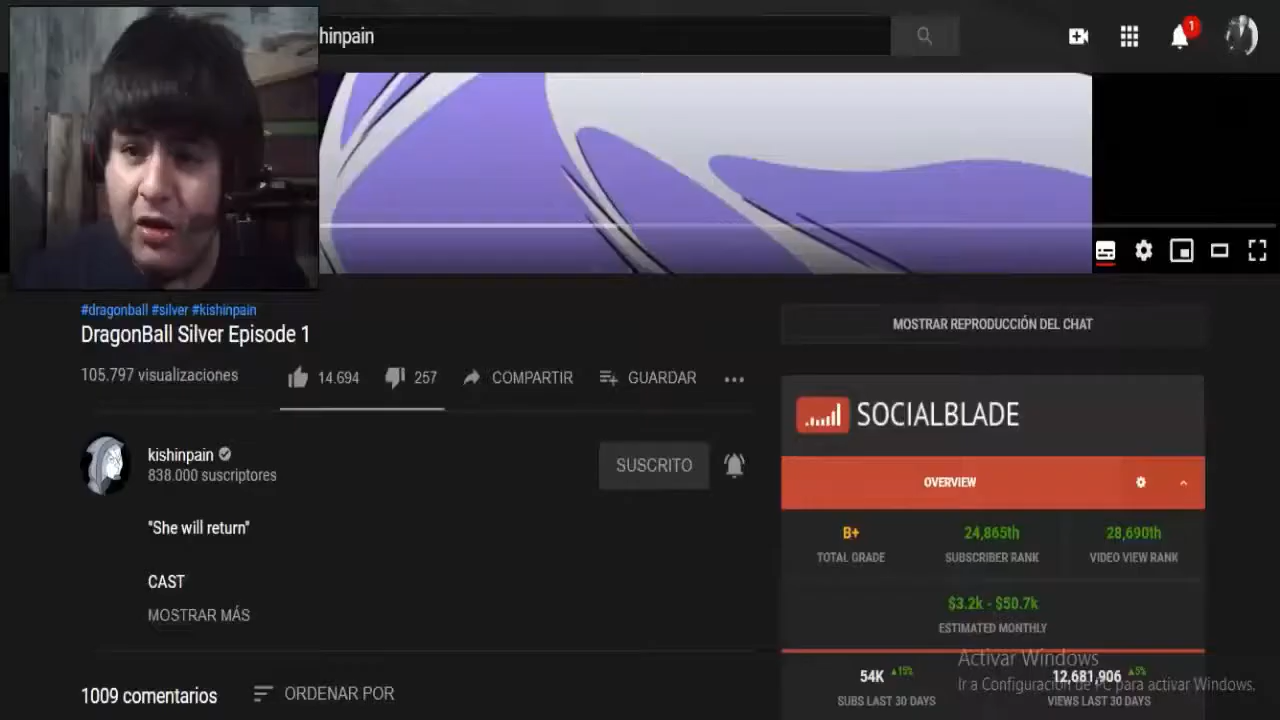 hinpain
1
#dragonball #silver #kishinpain
DragonBall Silver Episode 1
105.797 visualizaciones
14.694
257
COMPARTIR
GUARDAR
MOSTRAR REPRODUCCIÓN DEL CHAT
kishinpain
838.000 suscriptores
SUSCRITO
"She will return"
CAST
MOSTRAR MÁS
1009 comentarios
ORDENAR POR
SOCIALBLADE
OVERVIEW
B+
TOTAL GRADE
24,865th
SUBSCRIBER RANK
28,690th
VIDEO VIEW RANK
$3.2k - $50.7k
ESTIMATED MONTHLY
54K ▲15%
SUBS LAST 30 DAYS
12,681,906 ▲5%
VIEWS LAST 30 DAYS
Activar Windows
Ir a Configuración de PC para activar Windows.